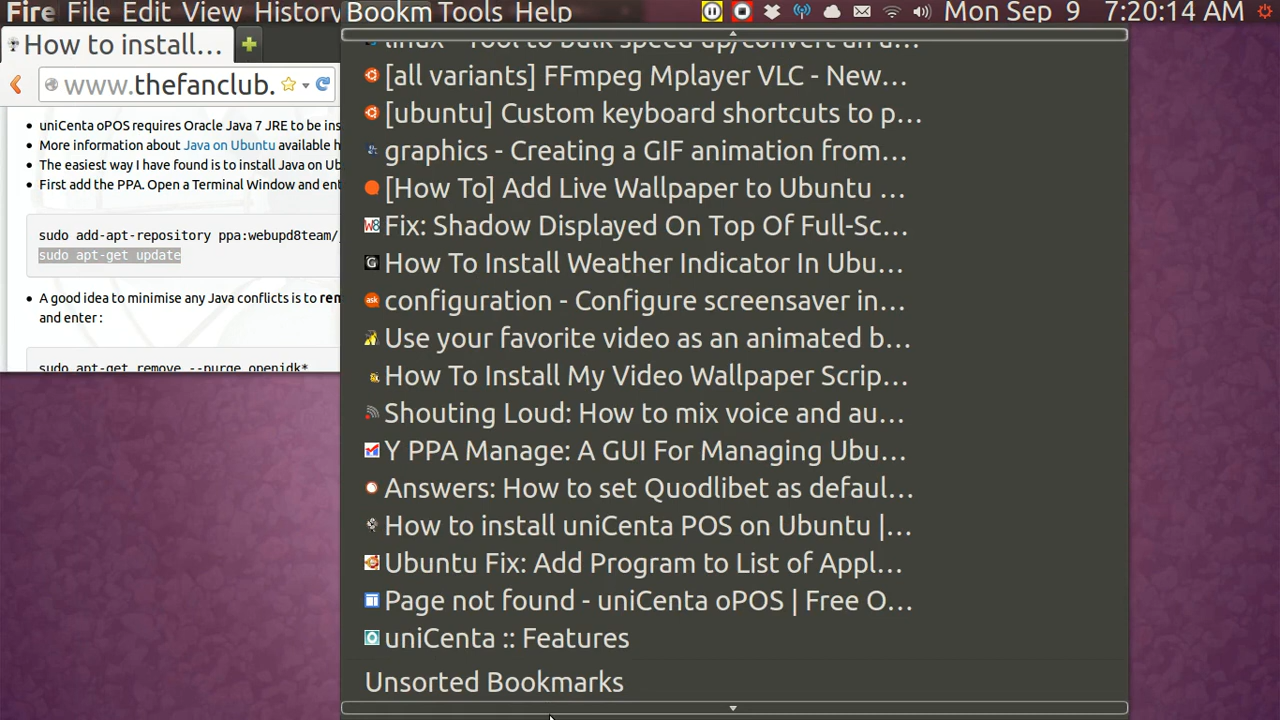 Fire File Edit View History Bookm Tools Help Mon Sep 9 7:20:14 AM
How to install…
www.thefanclub.
uniCenta oPOS requires Oracle Java 7 JRE to be ins
More information about Java on Ubuntu available h
The easiest way I have found is to install Java on Ub
First add the PPA. Open a Terminal Window and ent
sudo add-apt-repository ppa:webupd8team/
sudo apt-get update
A good idea to minimise any Java conflicts is to rem
and enter :
sudo apt-get remove --purge openjdk*
linux - Tool to bulk speed up/convert an a…
[all variants] FFmpeg Mplayer VLC - New…
[ubuntu] Custom keyboard shortcuts to p…
graphics - Creating a GIF animation from…
[How To] Add Live Wallpaper to Ubuntu …
Fix: Shadow Displayed On Top Of Full-Sc…
How To Install Weather Indicator In Ubu…
configuration - Configure screensaver in…
Use your favorite video as an animated b…
How To Install My Video Wallpaper Scrip…
Shouting Loud: How to mix voice and au…
Y PPA Manage: A GUI For Managing Ubu…
Answers: How to set Quodlibet as defaul…
How to install uniCenta POS on Ubuntu |…
Ubuntu Fix: Add Program to List of Appl…
Page not found - uniCenta oPOS | Free O…
uniCenta :: Features
Unsorted Bookmarks